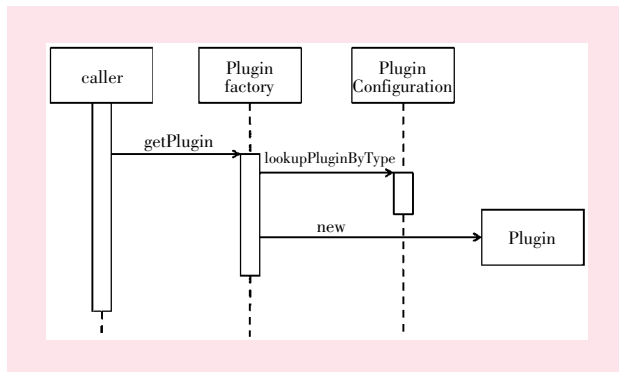 caller
Plugin
factory
Plugin
Configuration
getPlugin
lookupPluginByType
new
Plugin